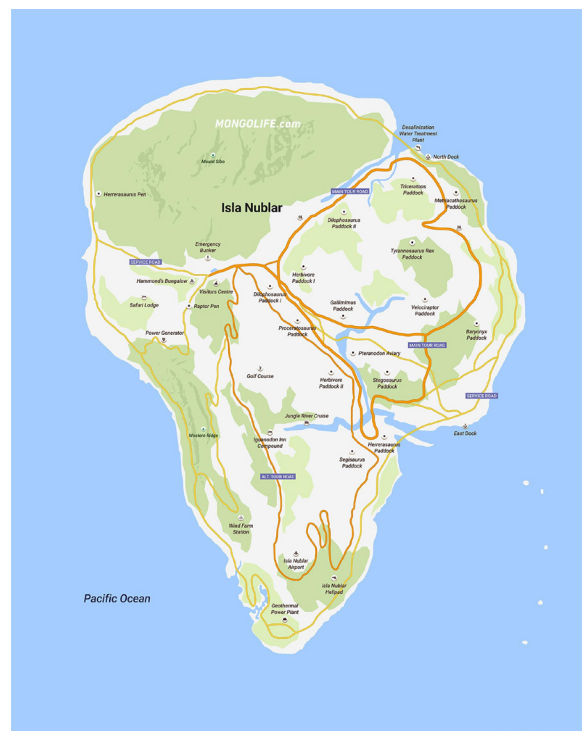 MONGOLIFE.com
Desalinization
Water Treatment
Plant
North Dock
Mount Sibo
Triceratops
Paddock
Herrerasaurus Pen
MAIN TOUR ROAD
Metriacathosaurus
Paddock
Isla Nublar
Dilophosaurus
Paddock II
Emergency
Bunker
Tyrannosaurus Rex
Paddock
SERVICE ROAD
Herbivore
Paddock I
Hammond's Bungalow
Visitors Centre
Dilophosaurus
Paddock I
Gallimimus
Paddock
Velociraptor
Paddock
Safari Lodge
Raptor Pen
Proceratosaurus
Paddock
Baryonyx
Paddock
Power Generator
MAIN TOUR ROAD
Pteranodon Aviary
Golf Course
Herbivore
Paddock II
Stegosaurus
Paddock
SERVICE ROAD
Jungle River Cruise
Western Ridge
Iguanodon Inn
Compound
Herrerasaurus
Paddock
East Dock
Segisaurus
Paddock
ALT. TOUR ROAD
Wind Farm
Station
Isla Nublar
Airport
Isla Nublar
Helipad
Pacific Ocean
Geothermal
Power Plant